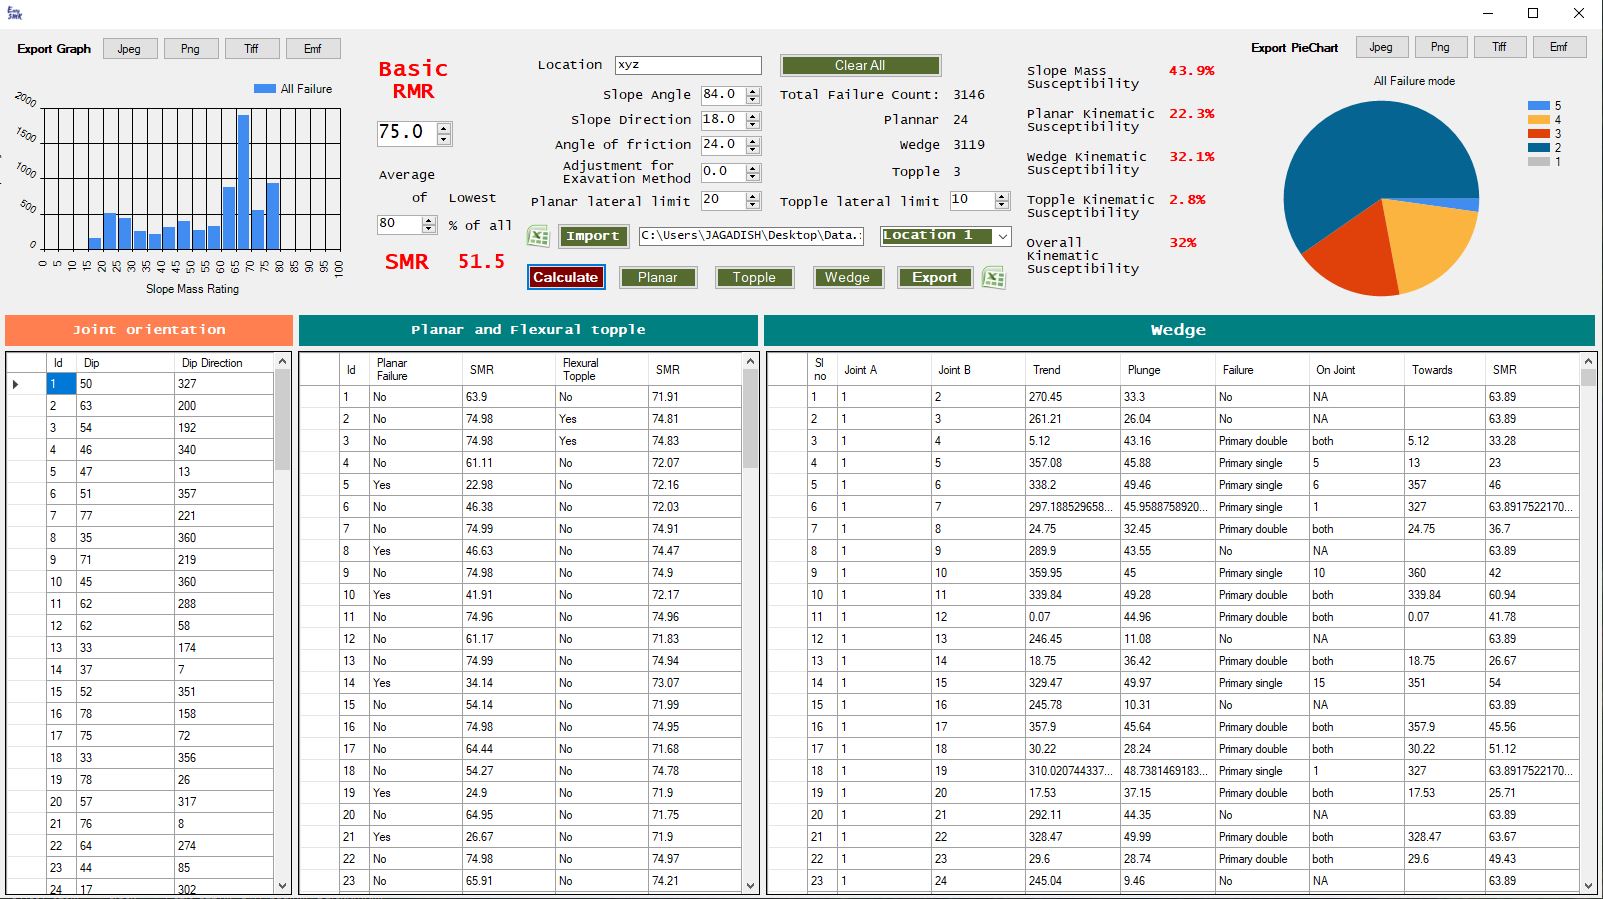 Easy
SMR
Export Graph Jpeg Png Tiff Emf
All Failure
2000
1500
1000
500
0
0 5 10 15 20 25 30 35 40 45 50 55 60 65 70 75 80 85 90 95 100
Slope Mass Rating
Basic
RMR
75.0
Average
of Lowest
80 % of all
SMR 51.5
Location xyz
Slope Angle 84.0
Slope Direction 18.0
Angle of friction 24.0
Adjustment for
Exavation Method 0.0
Planar lateral limit 20
Clear All
Total Failure Count: 3146
Plannar 24
Wedge 3119
Topple 3
Topple lateral limit 10
Import C:\Users\JAGADISH\Desktop\Data. Location 1
Calculate Planar Topple Wedge Export
Slope Mass
Susceptibility 43.9%
Planar Kinematic
Susceptibility 22.3%
Wedge Kinematic
Susceptibility 32.1%
Topple Kinematic
Susceptibility 2.8%
Overall
Kinematic
Susceptibility 32%
Export PieChart Jpeg Png Tiff Emf
All Failure mode
5
4
3
2
1
Joint orientation
Id Dip Dip Direction
1 50 327
2 63 200
3 54 192
4 46 340
5 47 13
6 51 357
7 77 221
8 35 360
9 71 219
10 45 360
11 62 288
12 62 58
13 33 174
14 37 7
15 52 351
16 78 158
17 75 72
18 33 356
19 78 26
20 57 317
21 76 8
22 64 274
23 44 85
24 17 302
Planar and Flexural topple
Id Planar Failure SMR Flexural Topple SMR
1 No 63.9 No 71.91
2 No 74.98 Yes 74.81
3 No 74.98 Yes 74.83
4 No 61.11 No 72.07
5 Yes 22.98 No 72.16
6 No 46.38 No 72.03
7 No 74.99 No 74.91
8 Yes 46.63 No 74.47
9 No 74.98 No 74.9
10 Yes 41.91 No 72.17
11 No 74.96 No 74.96
12 No 61.17 No 71.83
13 No 74.99 No 74.94
14 Yes 34.14 No 73.07
15 No 54.14 No 71.99
16 No 74.98 No 74.95
17 No 64.44 No 71.68
18 No 54.27 No 74.78
19 Yes 24.9 No 71.9
20 No 64.95 No 71.75
21 Yes 26.67 No 71.9
22 No 74.98 No 74.97
23 No 65.91 No 74.21
Wedge
Sl no Joint A Joint B Trend Plunge Failure On Joint Towards SMR
1 1 2 270.45 33.3 No NA 63.89
2 1 3 261.21 26.04 No NA 63.89
3 1 4 5.12 43.16 Primary double both 5.12 33.28
4 1 5 357.08 45.88 Primary single 5 13 23
5 1 6 338.2 49.46 Primary single 6 357 46
6 1 7 297.188529658... 45.9588758920... Primary single 1 327 63.8917522170...
7 1 8 24.75 32.45 Primary double both 24.75 36.7
8 1 9 289.9 43.55 No NA 63.89
9 1 10 359.95 45 Primary single 10 360 42
10 1 11 339.84 49.28 Primary double both 339.84 60.94
11 1 12 0.07 44.96 Primary double both 0.07 41.78
12 1 13 246.45 11.08 No NA 63.89
13 1 14 18.75 36.42 Primary double both 18.75 26.67
14 1 15 329.47 49.97 Primary single 15 351 54
15 1 16 245.78 10.31 No NA 63.89
16 1 17 357.9 45.64 Primary double both 357.9 45.56
17 1 18 30.22 28.24 Primary double both 30.22 51.12
18 1 19 310.020744337... 48.7381469183... Primary single 1 327 63.8917522170...
19 1 20 17.53 37.15 Primary double both 17.53 25.71
20 1 21 292.11 44.35 No NA 63.89
21 1 22 328.47 49.99 Primary double both 328.47 63.67
22 1 23 29.6 28.74 Primary double both 29.6 49.43
23 1 24 245.04 9.46 No NA 63.89